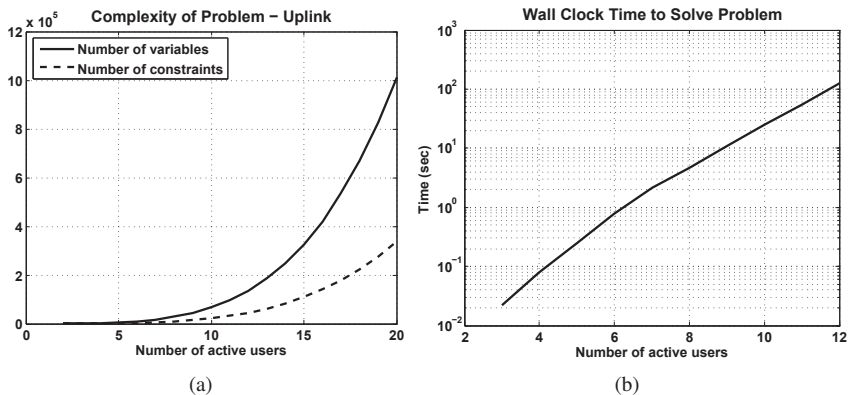 Complexity of Problem − Uplink
x 10^5
12
10
8
6
4
2
0
0
5
10
15
20
Number of variables
Number of constraints
Number of active users
(a)
Wall Clock Time to Solve Problem
10^3
10^2
10^1
10^0
10^−1
10^−2
Time (sec)
2
4
6
8
10
12
Number of active users
(b)